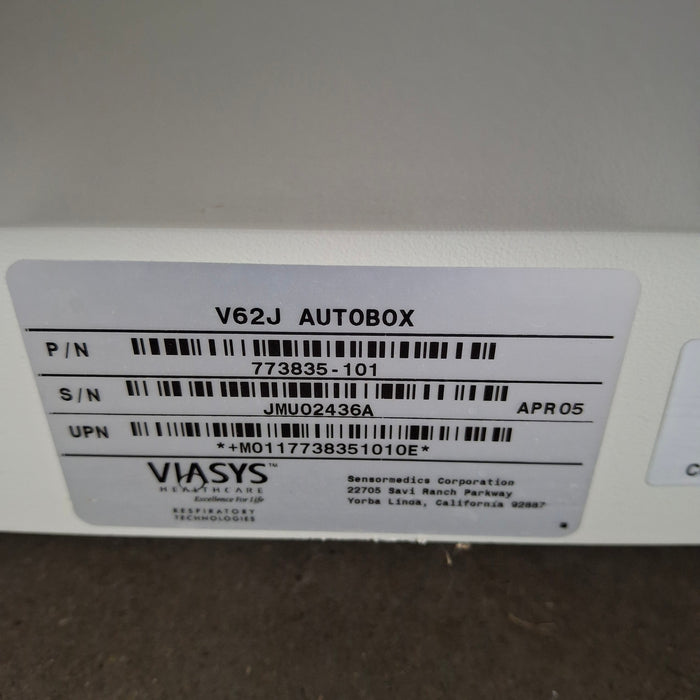 V62J AUTOBOX
P/N
773835-101
S/N
JMU02436A APR05
UPN
*+M0117738351010E*
VIASYS™
HEALTHCARE
Excellence For Life
RESPIRATORY
TECHNOLOGIES
Sensormedics Corporation
22705 Savi Ranch Parkway
Yorba Linda, California 92887
C